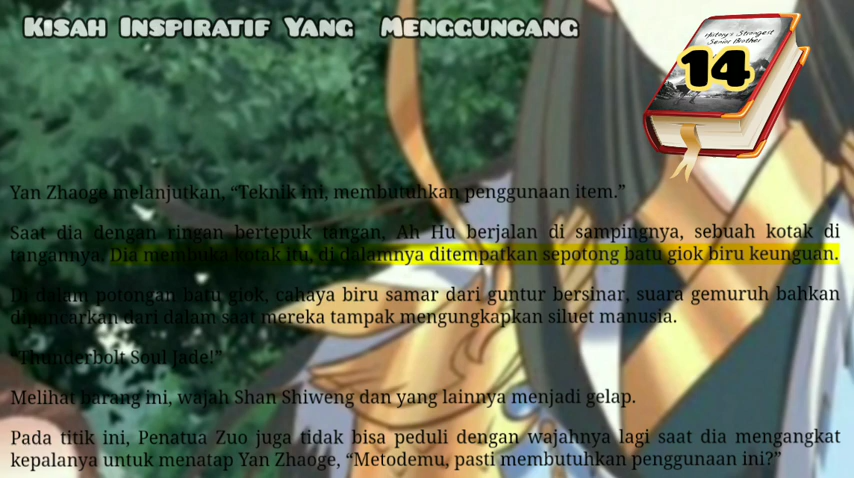 Kisah Inspiratif Yang Mengguncang
History's Strongest
Senior Brother
14
Yan Zhaoge melanjutkan, “Teknik ini, membutuhkan penggunaan item.”
Saat dia dengan ringan bertepuk tangan, Ah Hu berjalan di sampingnya, sebuah kotak di
tangannya. Dia membuka kotak itu, di dalamnya ditempatkan sepotong batu giok biru keunguan.
Di dalam potongan batu giok, cahaya biru samar dari guntur bersinar, suara gemuruh bahkan
dipancarkan dari dalam saat mereka tampak mengungkapkan siluet manusia.
“Thunderbolt Soul Jade!”
Melihat barang ini, wajah Shan Shiweng dan yang lainnya menjadi gelap.
Pada titik ini, Penatua Zuo juga tidak bisa peduli dengan wajahnya lagi saat dia mengangkat
kepalanya untuk menatap Yan Zhaoge, “Metodemu, pasti membutuhkan penggunaan ini?”